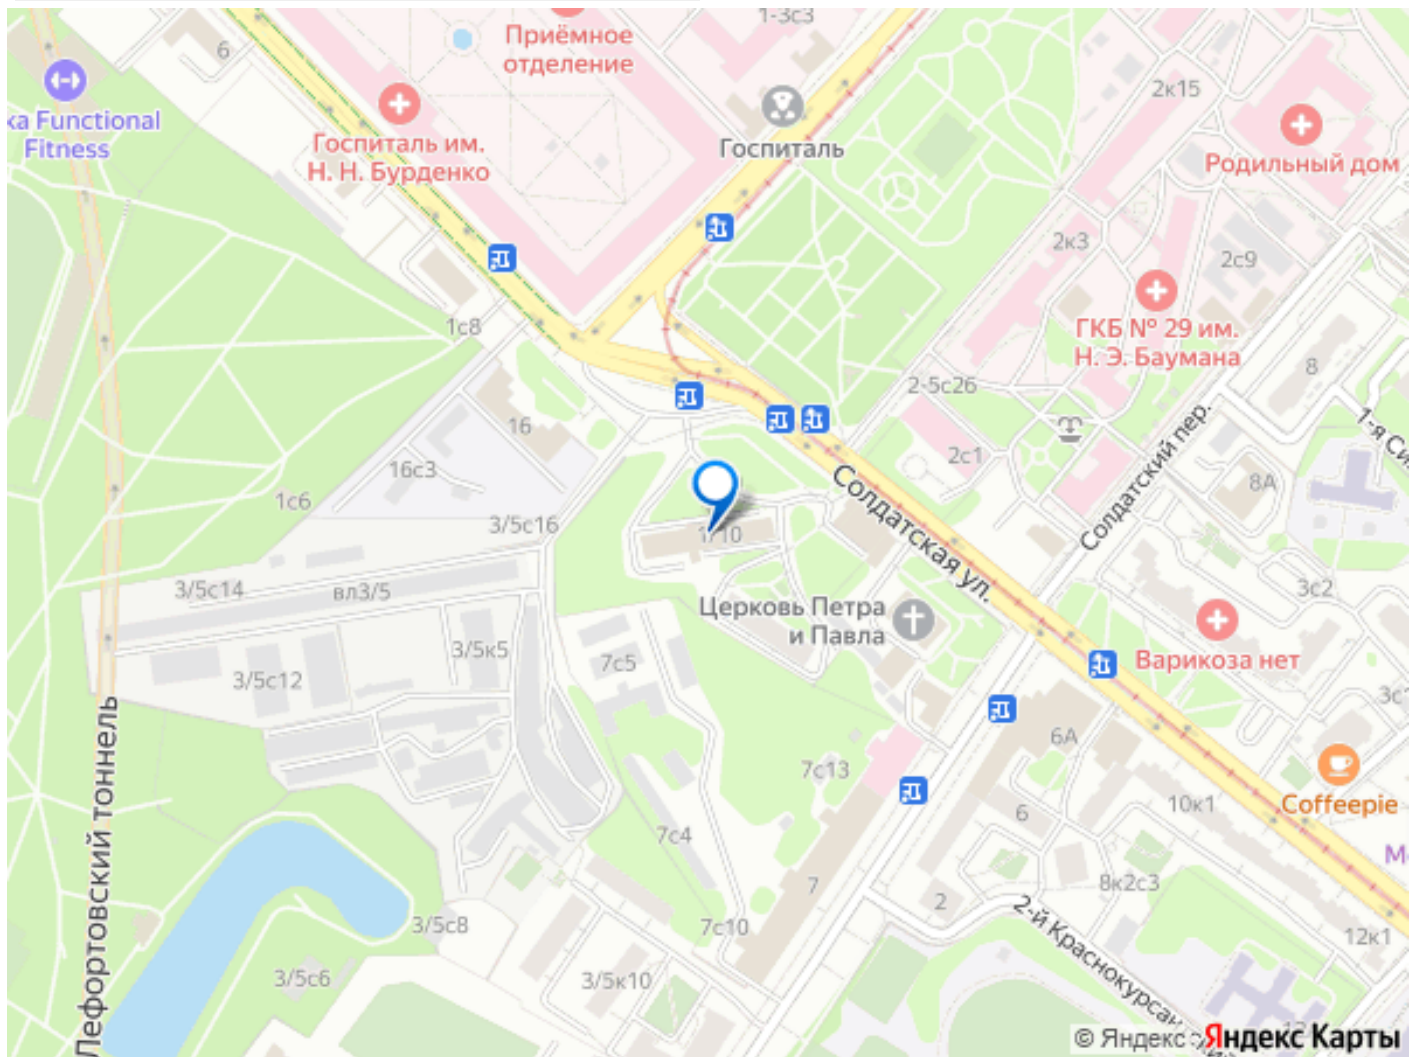 1-3с3
Приёмное
отделение
6
ka Functional
Fitness
Госпиталь им.
Н. Н. Бурденко
Госпиталь
2к15
Родильный дом
2к3
2с9
ГКБ № 29 им.
Н. Э. Баумана
1с8
8
2-5с26
16
2с1
1-я Си
16с3
1с6
8А
Солдатский пер.
3/5с16
1/10
Солдатская ул.
3/5с14
вл3/5
3с2
Церковь Петра
и Павла
3/5к5
7с5
Варикоза нет
3/5с12
3с
Лефортовский тоннель
6А
7с13
Coffeepie
10к1
6
7с4
М
7
8к2с3
2
2-й Краснокурсан
3/5с8
7с10
12к1
3/5с6
3/5к10
© Яндекс Яндекс Карты